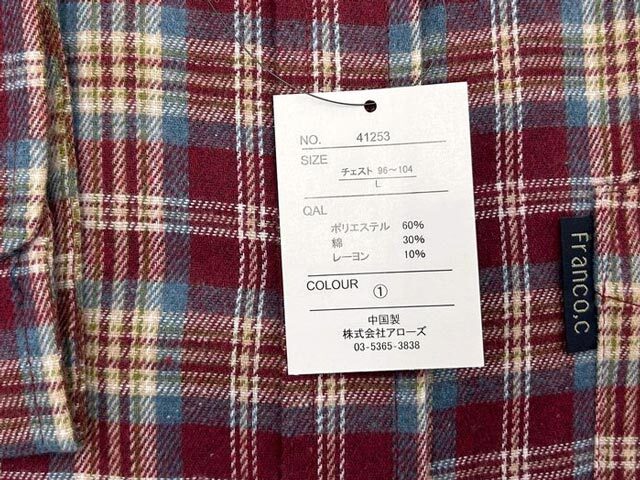 NO. 41253
SIZE
チェスト 96～104
L
QAL
ポリエステル 60%
綿 30%
レーヨン 10%
COLOUR ①
中国製
株式会社アローズ
03-5365-3838
Franco.c